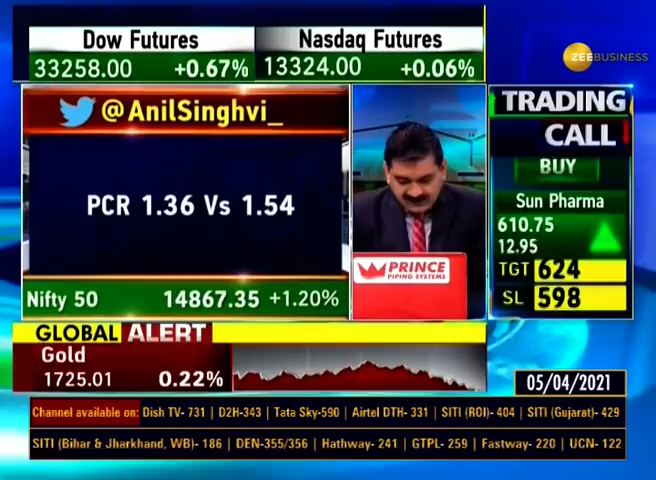 Dow Futures
33258.00 +0.67%
Nasdaq Futures
13324.00 +0.06%
ZEE BUSINESS
@AnilSinghvi_
PCR 1.36 Vs 1.54
Nifty 50 14867.35 +1.20%
PRINCE
PIPING SYSTEMS
TRADING
CALL
BUY
Sun Pharma
610.75
12.95
TGT 624
SL 598
GLOBAL ALERT
Gold
1725.01 0.22%
05/04/2021
Channel available on: Dish TV- 731 | D2H-343 | Tata Sky-590 | Airtel DTH- 331 | SITI (ROI)- 404 | SITI (Gujarat)- 429
SITI (Bihar & Jharkhand, WB)- 186 | DEN-355/356 | Hathway- 241 | GTPL- 259 | Fastway- 220 | UCN- 122